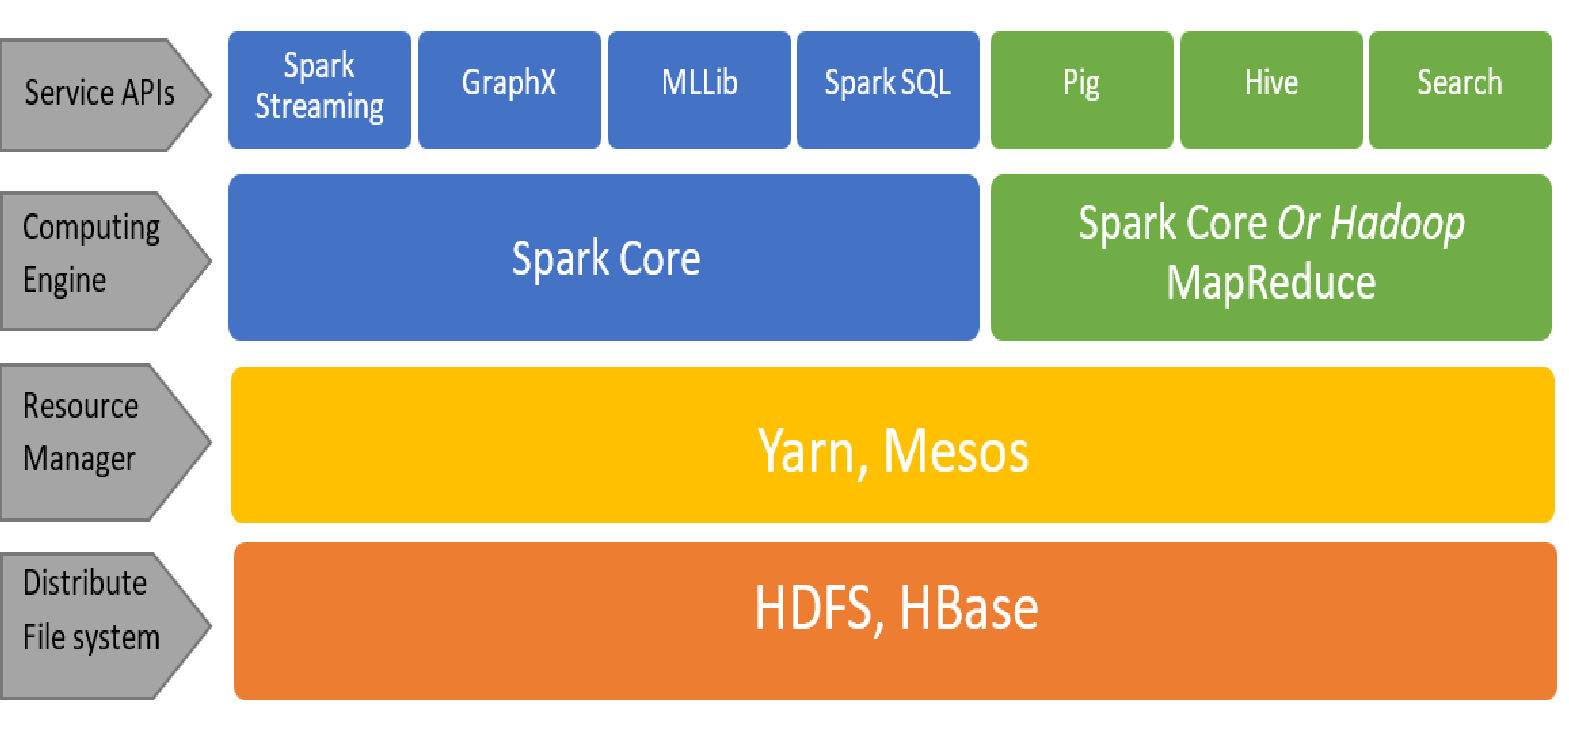 Service APIs
Spark
Streaming
GraphX
MLLib
Spark SQL
Pig
Hive
Search
Computing
Engine
Spark Core
Spark Core Or Hadoop
MapReduce
Resource
Manager
Yarn, Mesos
Distribute
File system
HDFS, HBase